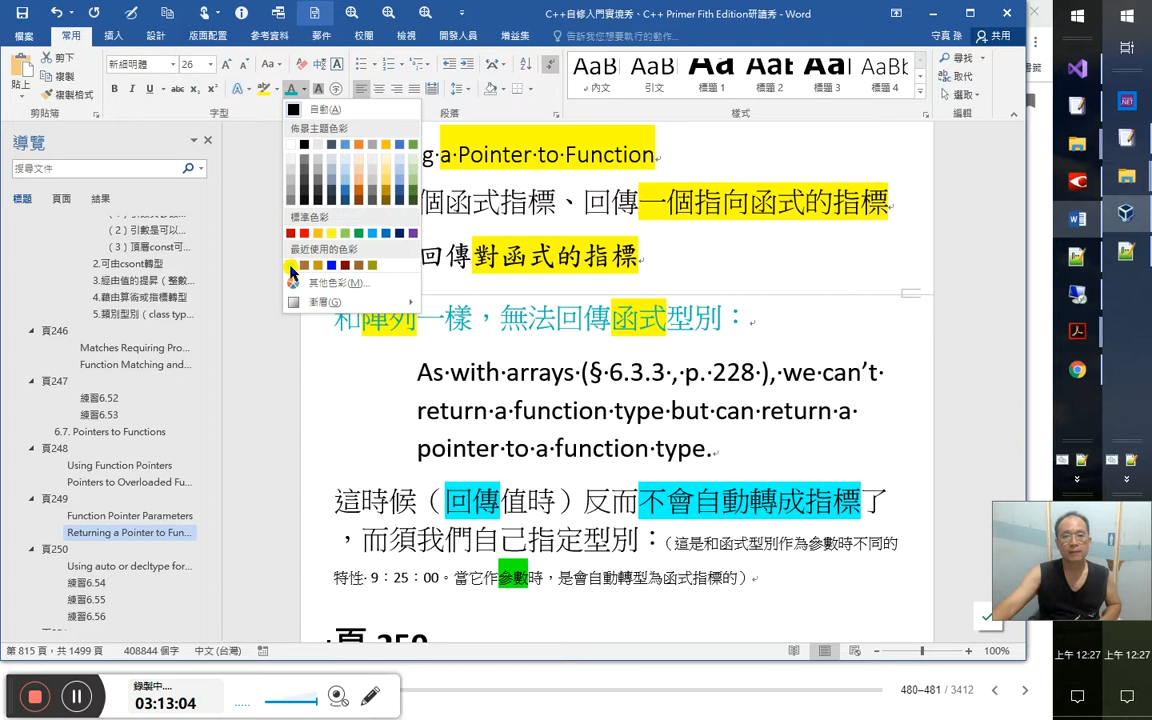 C++自修入門實境秀、C++ Primer Fith Edition研讀秀 - Word
檔案
常用
插入
設計
版面配置
參考資料
郵件
校閱
檢視
開發人員
增益集
告訴我您想要執行的動作...
守真 孫
共用
貼上
剪下
複製
複製格式
剪貼簿
新細明體
26
字型
段落
AaB AaB AaB AaB AaB AaBb
內文
標題 1
標題 2
標題 3
標題 4
樣式
尋找
取代
選取
編輯
自動(A)
佈景主題色彩
標準色彩
最近使用的色彩
其他色彩(M)...
漸層(G)
導覽
搜尋文件
標題
頁面
結果
（2）引數是可以...
（3）頂層const可...
2.可由csont轉型
3.經由值的提昇（整數...
4.藉由算術或指標轉型
5.類別型別（class typ...
頁246
Matches Requiring Pro...
Function Matching and...
頁247
練習6.52
練習6.53
6.7. Pointers to Functions
頁248
Using Function Pointers
Pointers to Overloaded Fu...
頁249
Function Pointer Parameters
Returning a Pointer to Fun...
頁250
Using auto or decltype for...
練習6.54
練習6.55
練習6.56
g·a·Pointer·to·Function
個函式指標、回傳一個指向函式的指標
回傳對函式的指標
和陣列一樣，無法回傳函式型別：
As·with·arrays·(§·6.3.3·,·p.·228·),·we·can't·
return·a·function·type·but·can·return·a·
pointer·to·a·function·type.
這時候（回傳值時）反而不會自動轉成指標了
，而須我們自己指定型別：（這是和函式型別作為參數時不同的
特性· 9：25：00。當它作參數時，是會自動轉型為函式指標的）
頁 250
第 815 頁，共 1499 頁
408844 個字
中文 (台灣)
100%
錄製中....
03:13:04
480–481 / 3412
上午 12:27
上午 12:27